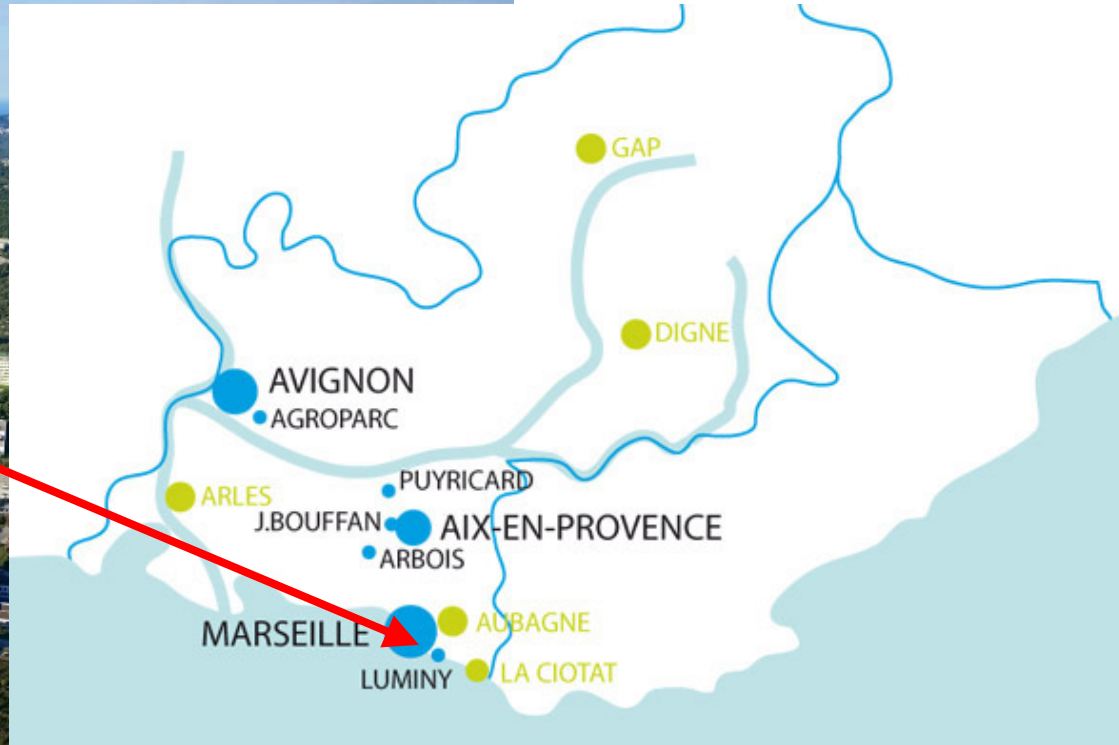 GAP
DIGNE
AVIGNON
AGROPARC
PUYRICARD
ARLES
J.BOUFFAN
AIX-EN-PROVENCE
ARBOIS
MARSEILLE
AUBAGNE
LUMINY
LA CIOTAT